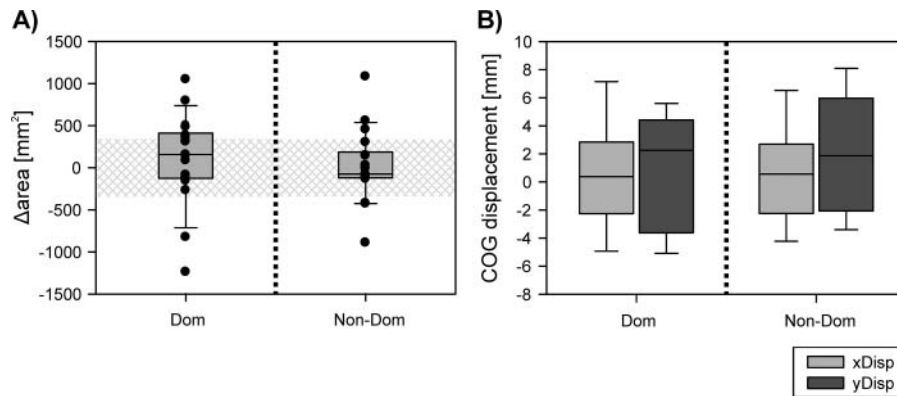 A)
Δarea [mm²]
1500
1000
500
0
-500
-1000
-1500
Dom
Non-Dom
B)
COG displacement [mm]
10
8
6
4
2
0
-2
-4
-6
-8
Dom
Non-Dom
xDisp
yDisp